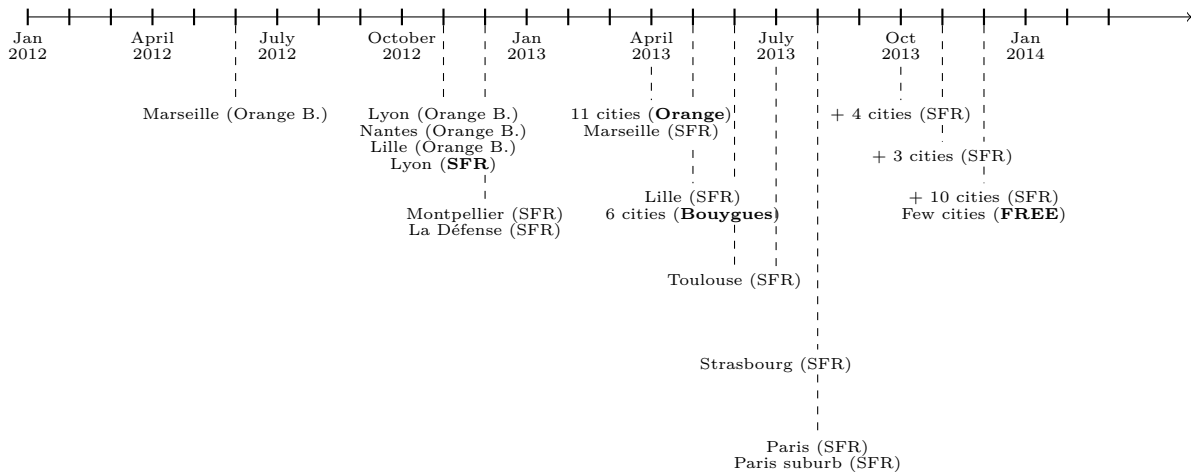 Jan
2012
April
2012
July
2012
October
2012
Jan
2013
April
2013
July
2013
Oct
2013
Jan
2014
Marseille (Orange B.)
Lyon (Orange B.)
Nantes (Orange B.)
Lille (Orange B.)
Lyon (SFR)
Montpellier (SFR)
La Défense (SFR)
11 cities (Orange)
Marseille (SFR)
Lille (SFR)
6 cities (Bouygues)
Toulouse (SFR)
Strasbourg (SFR)
Paris (SFR)
Paris suburb (SFR)
+ 4 cities (SFR)
+ 3 cities (SFR)
+ 10 cities (SFR)
Few cities (FREE)